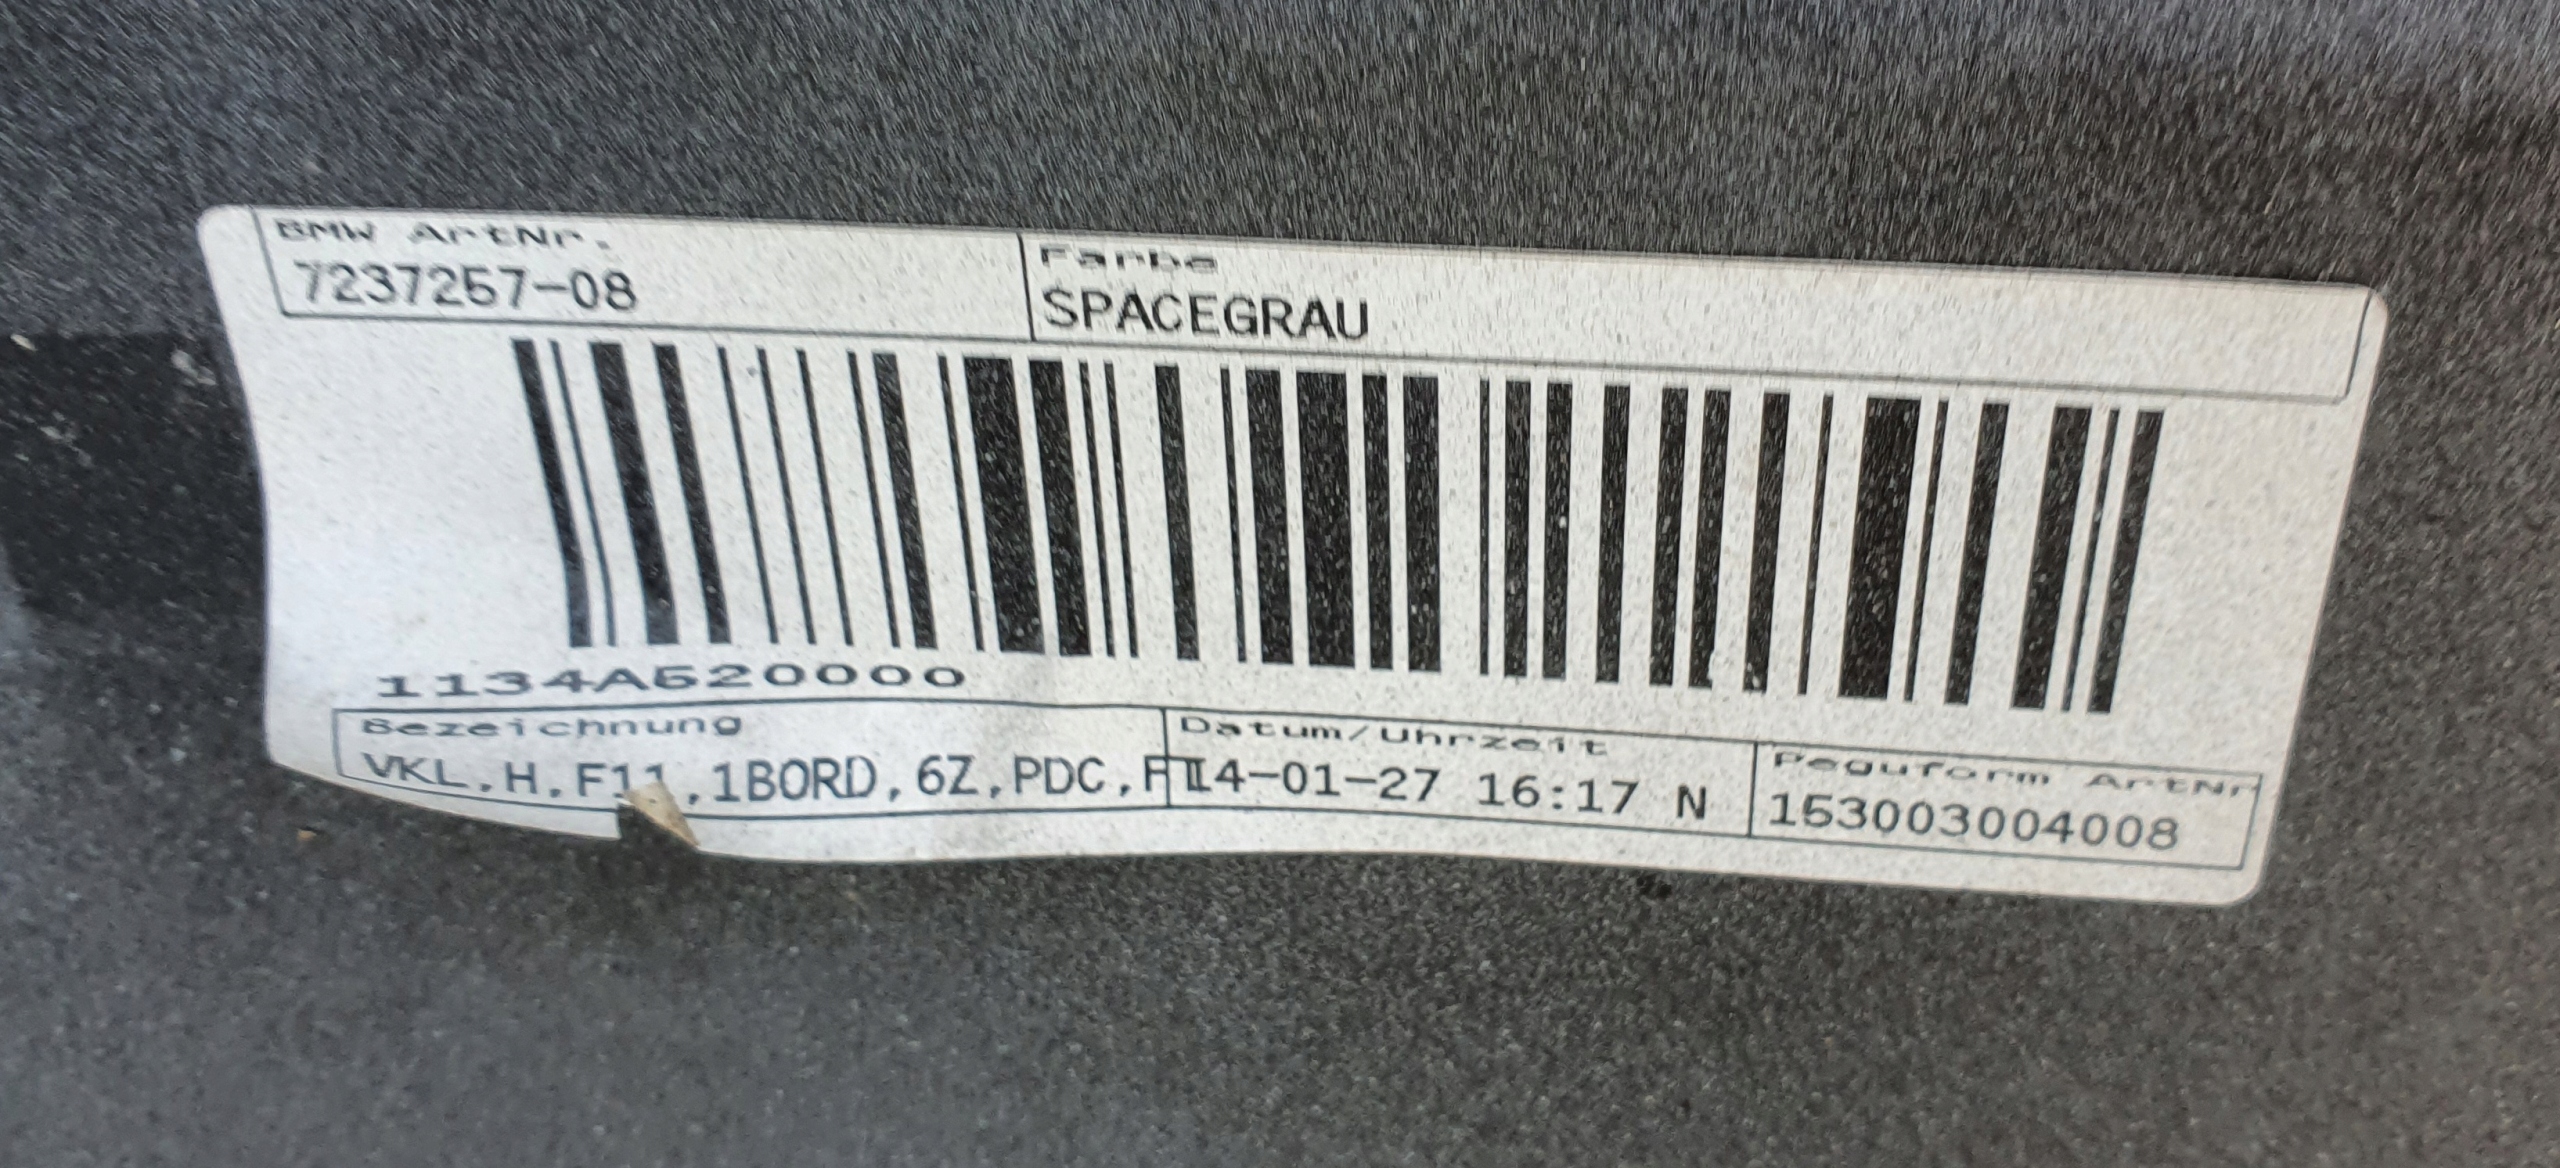 BMW ArtNr.
7237257-08
Farbe
SPACEGRAU
1134A520000
Bezeichnung
VKL,H,F11,1BORD,6Z,PDC,F
Datum/Uhrzeit
14-01-27 16:17 N
Peguform ArtNr
153003004008